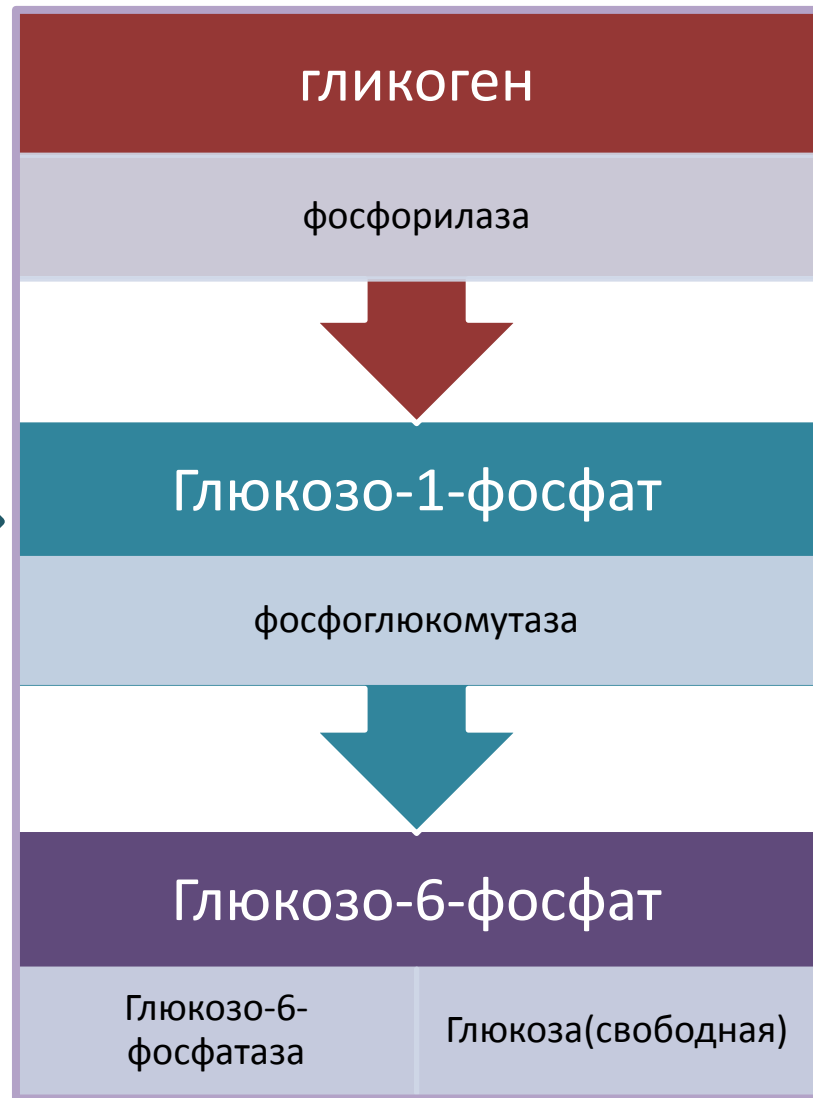 гликоген
фосфорилаза
Глюкозо-1-фосфат
фосфоглюкомутаза
Глюкозо-6-фосфат
Глюкозо-6-
фосфатаза
Глюкоза(свободная)